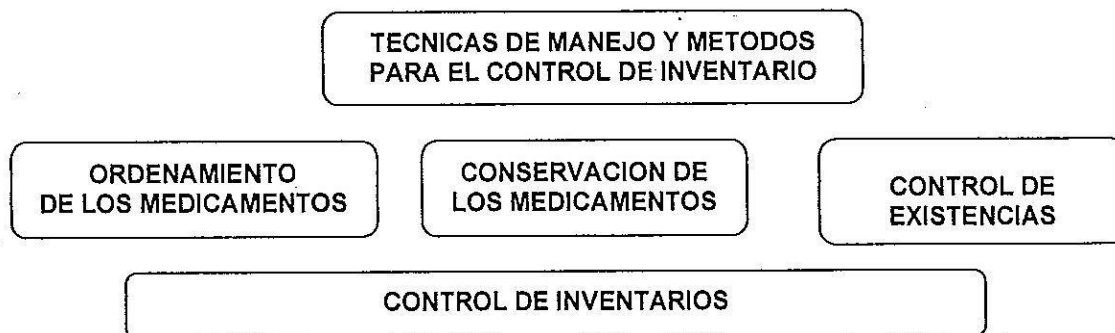 TECNICAS DE MANEJO Y METODOS
PARA EL CONTROL DE INVENTARIO
ORDENAMIENTO
DE LOS MEDICAMENTOS
CONSERVACION DE
LOS MEDICAMENTOS
CONTROL DE
EXISTENCIAS
CONTROL DE INVENTARIOS